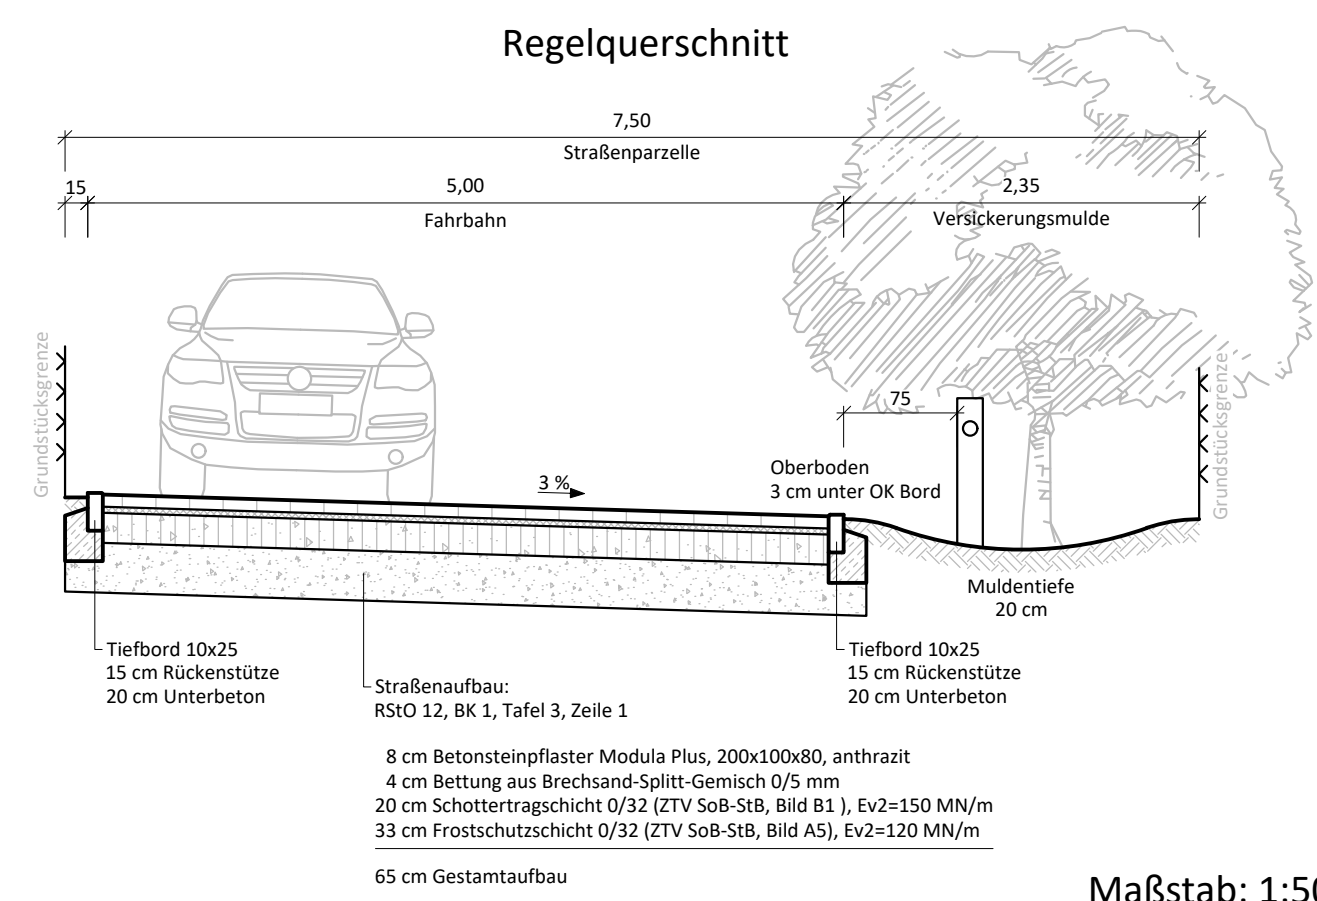 Regelquerschnitt
7,50
Straßenparzelle
15
5,00
2,35
Fahrbahn
Versickerungsmulde
Grundstücksgrenze
Grundstücksgrenze
75
3 %
Oberboden
3 cm unter OK Bord
Muldentiefe
20 cm
Tiefbord 10x25
15 cm Rückenstütze
20 cm Unterbeton
Tiefbord 10x25
15 cm Rückenstütze
20 cm Unterbeton
Straßenaufbau:
RStO 12, BK 1, Tafel 3, Zeile 1
8 cm Betonsteinpflaster Modula Plus, 200x100x80, anthrazit
4 cm Bettung aus Brechsand-Splitt-Gemisch 0/5 mm
20 cm Schottertragschicht 0/32 (ZTV SoB-StB, Bild B1 ), Ev2=150 MN/m
33 cm Frostschutzschicht 0/32 (ZTV SoB-StB, Bild A5), Ev2=120 MN/m
65 cm Gestamtaufbau
Maßstab: 1:50